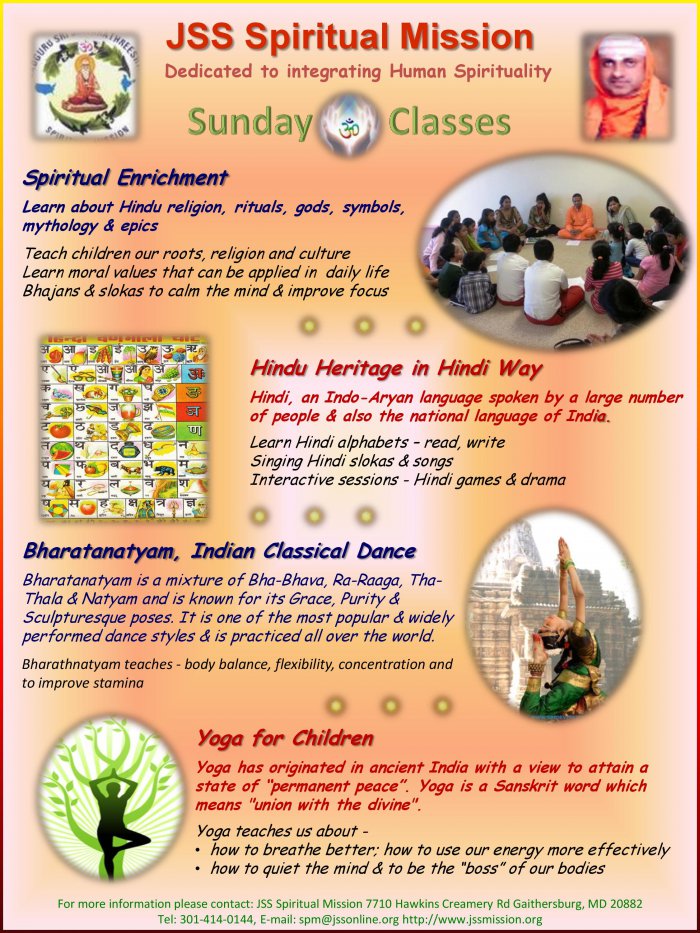 JSS Spiritual Mission
Dedicated to integrating Human Spirituality
Sunday ॐ Classes
Spiritual Enrichment
Learn about Hindu religion, rituals, gods, symbols,
mythology & epics
Teach children our roots, religion and culture
Learn moral values that can be applied in daily life
Bhajans & slokas to calm the mind & improve focus
Hindu Heritage in Hindi Way
Hindi, an Indo-Aryan language spoken by a large number
of people & also the national language of India.
Learn Hindi alphabets – read, write
Singing Hindi slokas & songs
Interactive sessions - Hindi games & drama
Bharatanatyam, Indian Classical Dance
Bharatanatyam is a mixture of Bha-Bhava, Ra-Raaga, Tha-
Thala & Natyam and is known for its Grace, Purity &
Sculpturesque poses. It is one of the most popular & widely
performed dance styles & is practiced all over the world.
Bharathnatyam teaches - body balance, flexibility, concentration and
to improve stamina
Yoga for Children
Yoga has originated in ancient India with a view to attain a
state of “permanent peace”. Yoga is a Sanskrit word which
means "union with the divine".
Yoga teaches us about -
• how to breathe better; how to use our energy more effectively
• how to quiet the mind & to be the “boss” of our bodies
For more information please contact: JSS Spiritual Mission 7710 Hawkins Creamery Rd Gaithersburg, MD 20882
Tel: 301-414-0144, E-mail: spm@jssonline.org http://www.jssmission.org